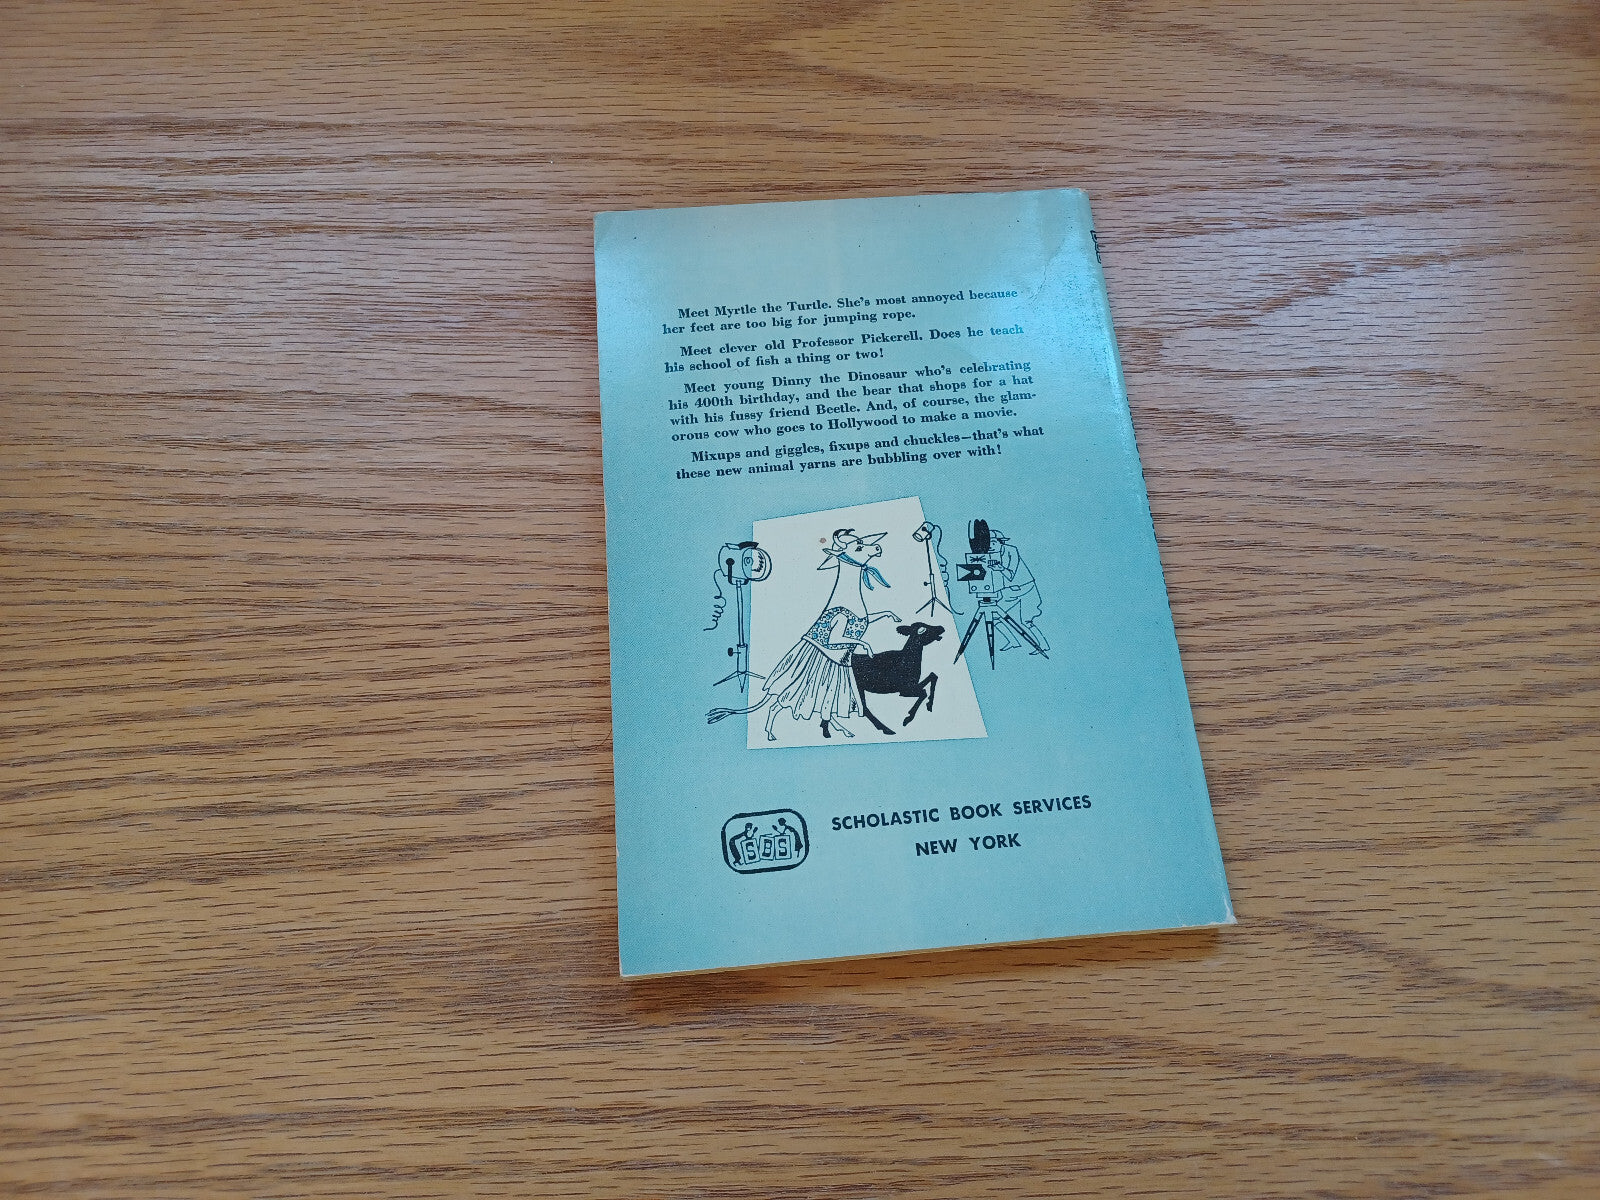 Meet Myrtle the Turtle. She's most annoyed because
her feet are too big for jumping rope.
Meet clever old Professor Pickerell. Does he teach
his school of fish a thing or two!
Meet young Dinny the Dinosaur who's celebrating
his 400th birthday, and the bear that shops for a hat
with his fussy friend Beetle. And, of course, the glam-
orous cow who goes to Hollywood to make a movie.
Mixups and giggles, fixups and chuckles—that's what
these new animal yarns are bubbling over with!
SBS
SCHOLASTIC BOOK SERVICES
NEW YORK